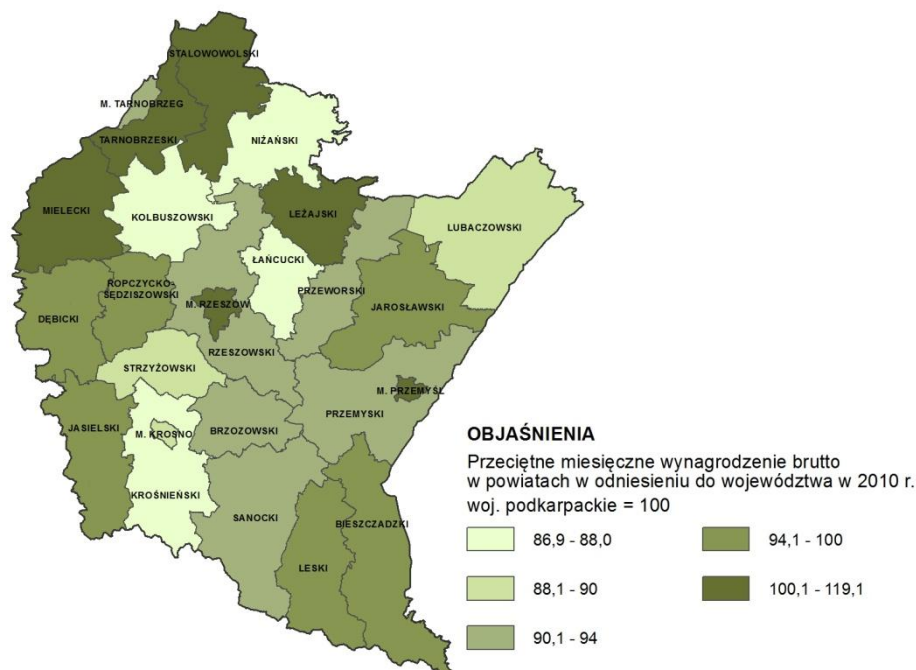 STALOWOWOLSKI
M. TARNOBRZEG
TARNOBRZESKI
NIŻAŃSKI
MIELECKI
KOLBUSZOWSKI
LEŻAJSKI
LUBACZOWSKI
ŁAŃCUCKI
ROPCZYCKO-
SĘDZISZOWSKI
PRZEWORSKI
M. RZESZÓW
JAROSŁAWSKI
DĘBICKI
RZESZOWSKI
STRZYŻOWSKI
M. PRZEMYŚL
PRZEMYSKI
JASIELSKI
M. KROSNO
BRZOZOWSKI
KROŚNIEŃSKI
SANOCKI
BIESZCZADZKI
LESKI
OBJAŚNIENIA
Przeciętne miesięczne wynagrodzenie brutto
w powiatach w odniesieniu do województwa w 2010 r.
woj. podkarpackie = 100
86,9 - 88,0
94,1 - 100
88,1 - 90
100,1 - 119,1
90,1 - 94